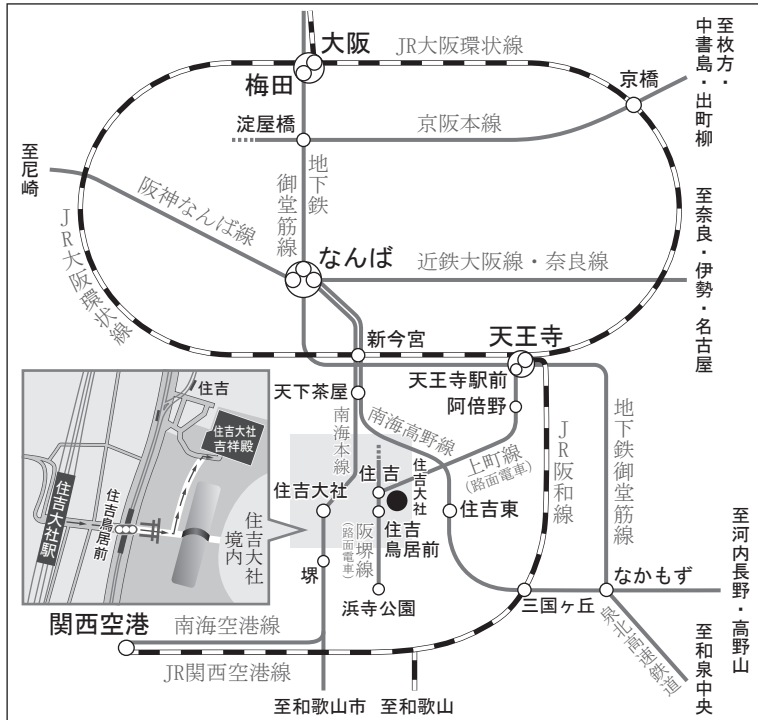 大阪
JR大阪環状線
梅田
京橋
至枚方・
中書島・出町柳
淀屋橋
京阪本線
至尼崎
阪神なんば線
地下鉄
御堂筋線
JR大阪環状線
なんば
近鉄大阪線・奈良線
至奈良・伊勢・名古屋
新今宮
天王寺
天王寺駅前
天下茶屋
阿倍野
南海本線
南海高野線
上町線
(路面電車)
JR阪和線
地下鉄御堂筋線
住吉
住吉大社
吉祥殿
住吉大社駅
住吉鳥居前
住吉大社
境内
住吉大社
住吉
住吉大社
住吉
鳥居前
住吉東
阪堺線
(路面電車)
堺
浜寺公園
三国ヶ丘
なかもず
至河内長野・高野山
泉北高速鉄道
至和泉中央
関西空港
南海空港線
JR関西空港線
至和歌山市
至和歌山